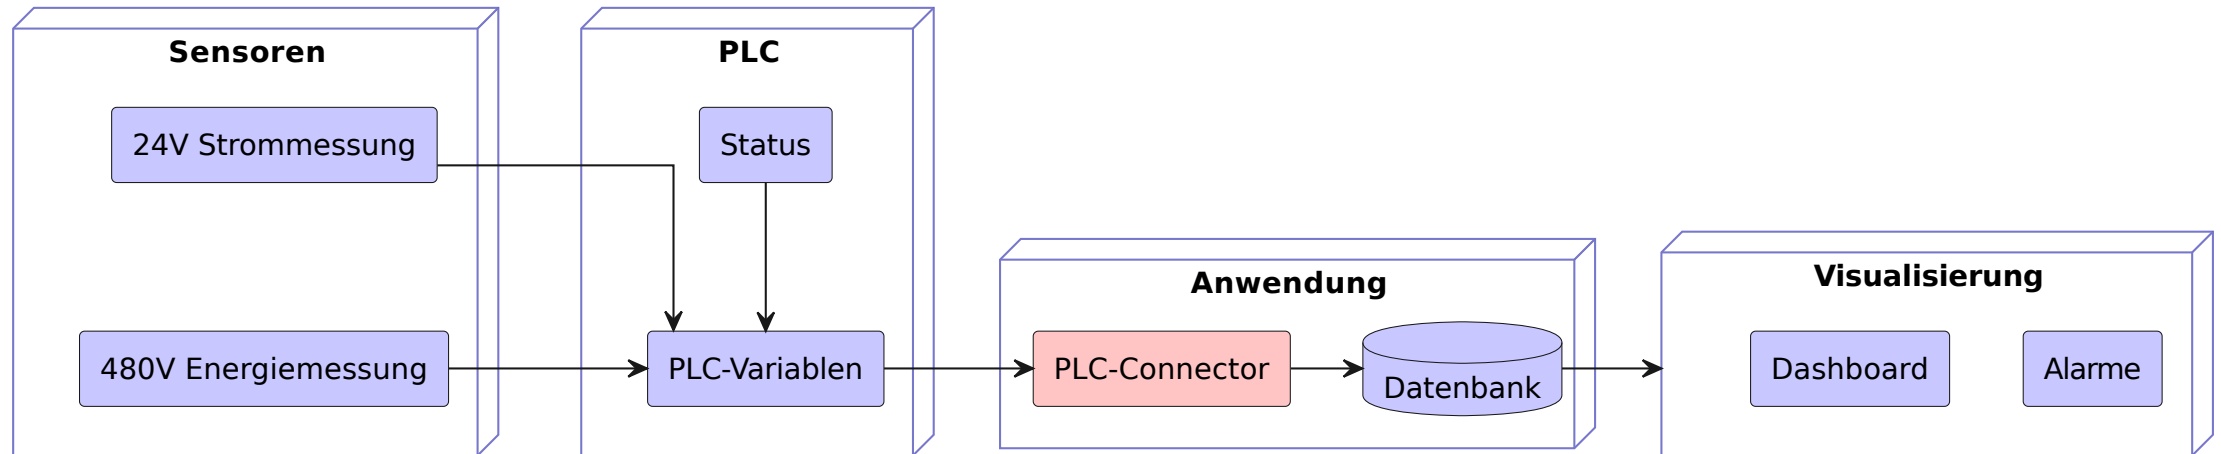 Sensoren
24V Strommessung
480V Energiemessung
PLC
Status
PLC-Variablen
Anwendung
PLC-Connector
Datenbank
Visualisierung
Dashboard
Alarme